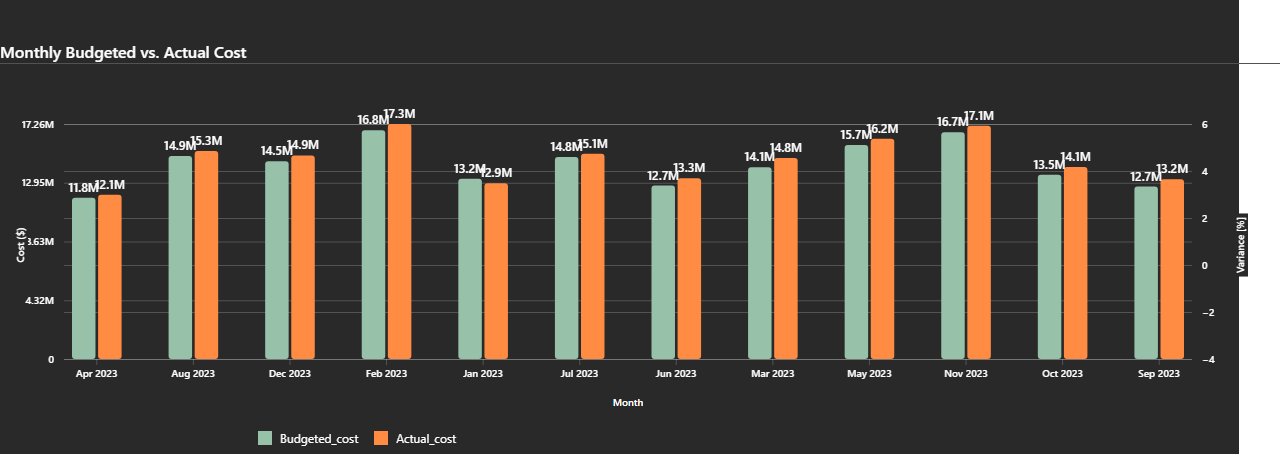 Monthly Budgeted vs. Actual Cost
17.26M
12.95M
3.63M
4.32M
0
Cost ($)
11.8M 12.1M
14.9M 15.3M
14.5M 14.9M
16.8M 17.3M
13.2M 12.9M
14.8M 15.1M
12.7M 13.3M
14.1M 14.8M
15.7M 16.2M
16.7M 17.1M
13.5M 14.1M
12.7M 13.2M
6
4
2
0
−2
−4
Variance [%]
Apr 2023 Aug 2023 Dec 2023 Feb 2023 Jan 2023 Jul 2023 Jun 2023 Mar 2023 May 2023 Nov 2023 Oct 2023 Sep 2023
Month
Budgeted_cost Actual_cost